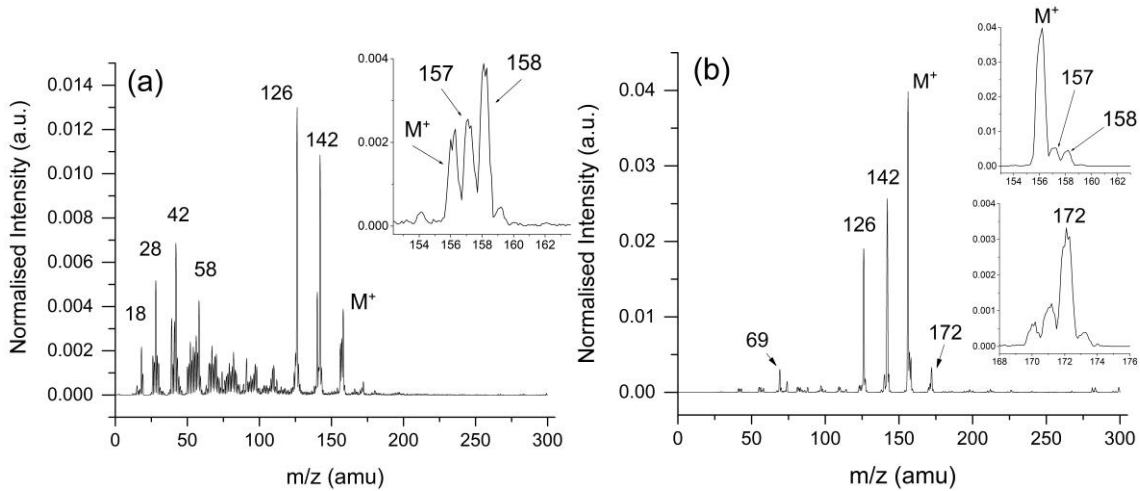 (a)
Normalised Intensity (a.u.)
0.014
0.012
0.010
0.008
0.006
0.004
0.002
0.000
18
28
42
58
126
142
M⁺
0 50 100 150 200 250 300
m/z (amu)
0.004
0.002
0.000
M⁺
157
158
154 156 158 160 162
(b)
Normalised Intensity (a.u.)
0.04
0.03
0.02
0.01
0.00
69
126
142
M⁺
172
0 50 100 150 200 250 300
m/z (amu)
M⁺
0.04
0.03
0.02
0.01
0.00
157
158
154 156 158 160 162
172
0.004
0.003
0.002
0.001
0.000
168 170 172 174 176